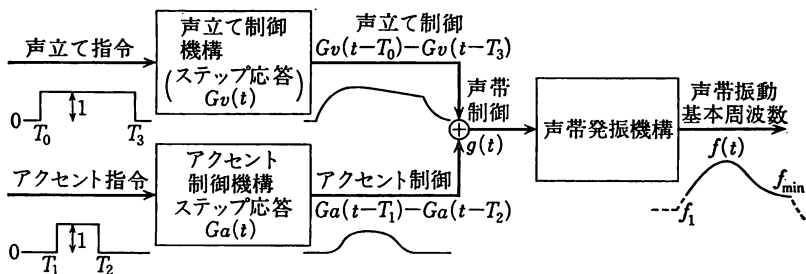 声立て指令
0
1
T₀
T₃
声立て制御
機構
(ステップ応答
Gv(t))
声立て制御
Gv(t−T₀)−Gv(t−T₃)
アクセント指令
0
1
T₁
T₂
アクセント
制御機構
ステップ応答
Ga(t)
アクセント制御
Ga(t−T₁)−Ga(t−T₂)
声帯
制御
g(t)
声帯発振機構
声帯振動
基本周波数
f(t)
f₁
fmin